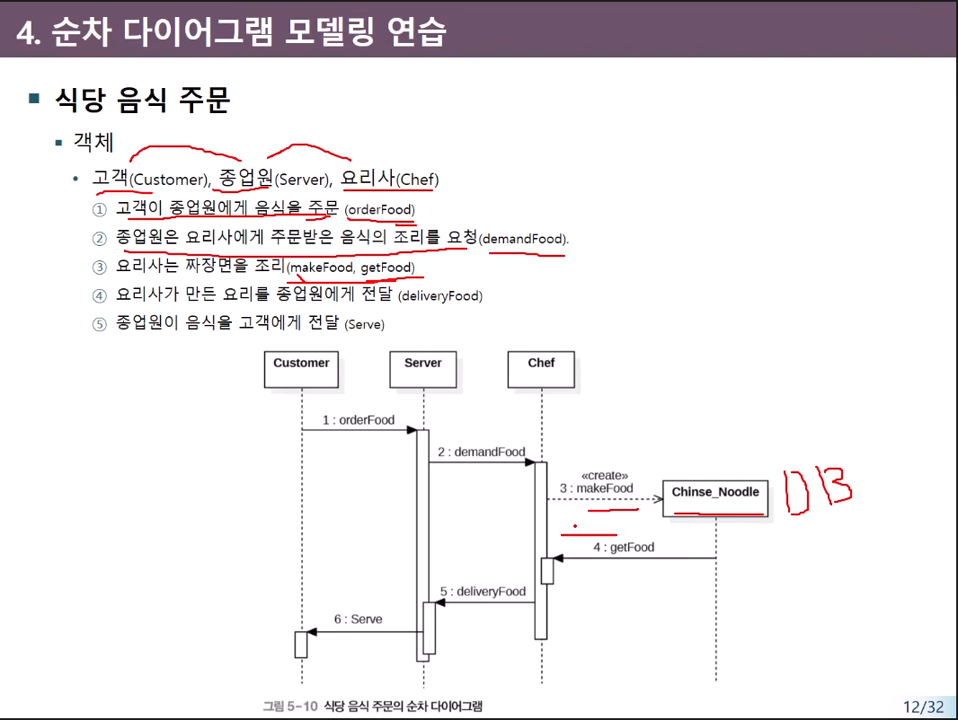 4. 순차 다이어그램 모델링 연습
식당 음식 주문
객체
고객(Customer), 종업원(Server), 요리사(Chef)
① 고객이 종업원에게 음식을 주문 (orderFood)
② 종업원은 요리사에게 주문받은 음식의 조리를 요청(demandFood).
③ 요리사는 짜장면을 조리(makeFood, getFood)
④ 요리사가 만든 요리를 종업원에게 전달 (deliveryFood)
⑤ 종업원이 음식을 고객에게 전달 (Serve)
Customer
Server
Chef
1 : orderFood
2 : demandFood
«create»
3 : makeFood
Chinse_Noodle
DB
4 : getFood
5 : deliveryFood
6 : Serve
그림 5-10 식당 음식 주문의 순차 다이어그램
12/32